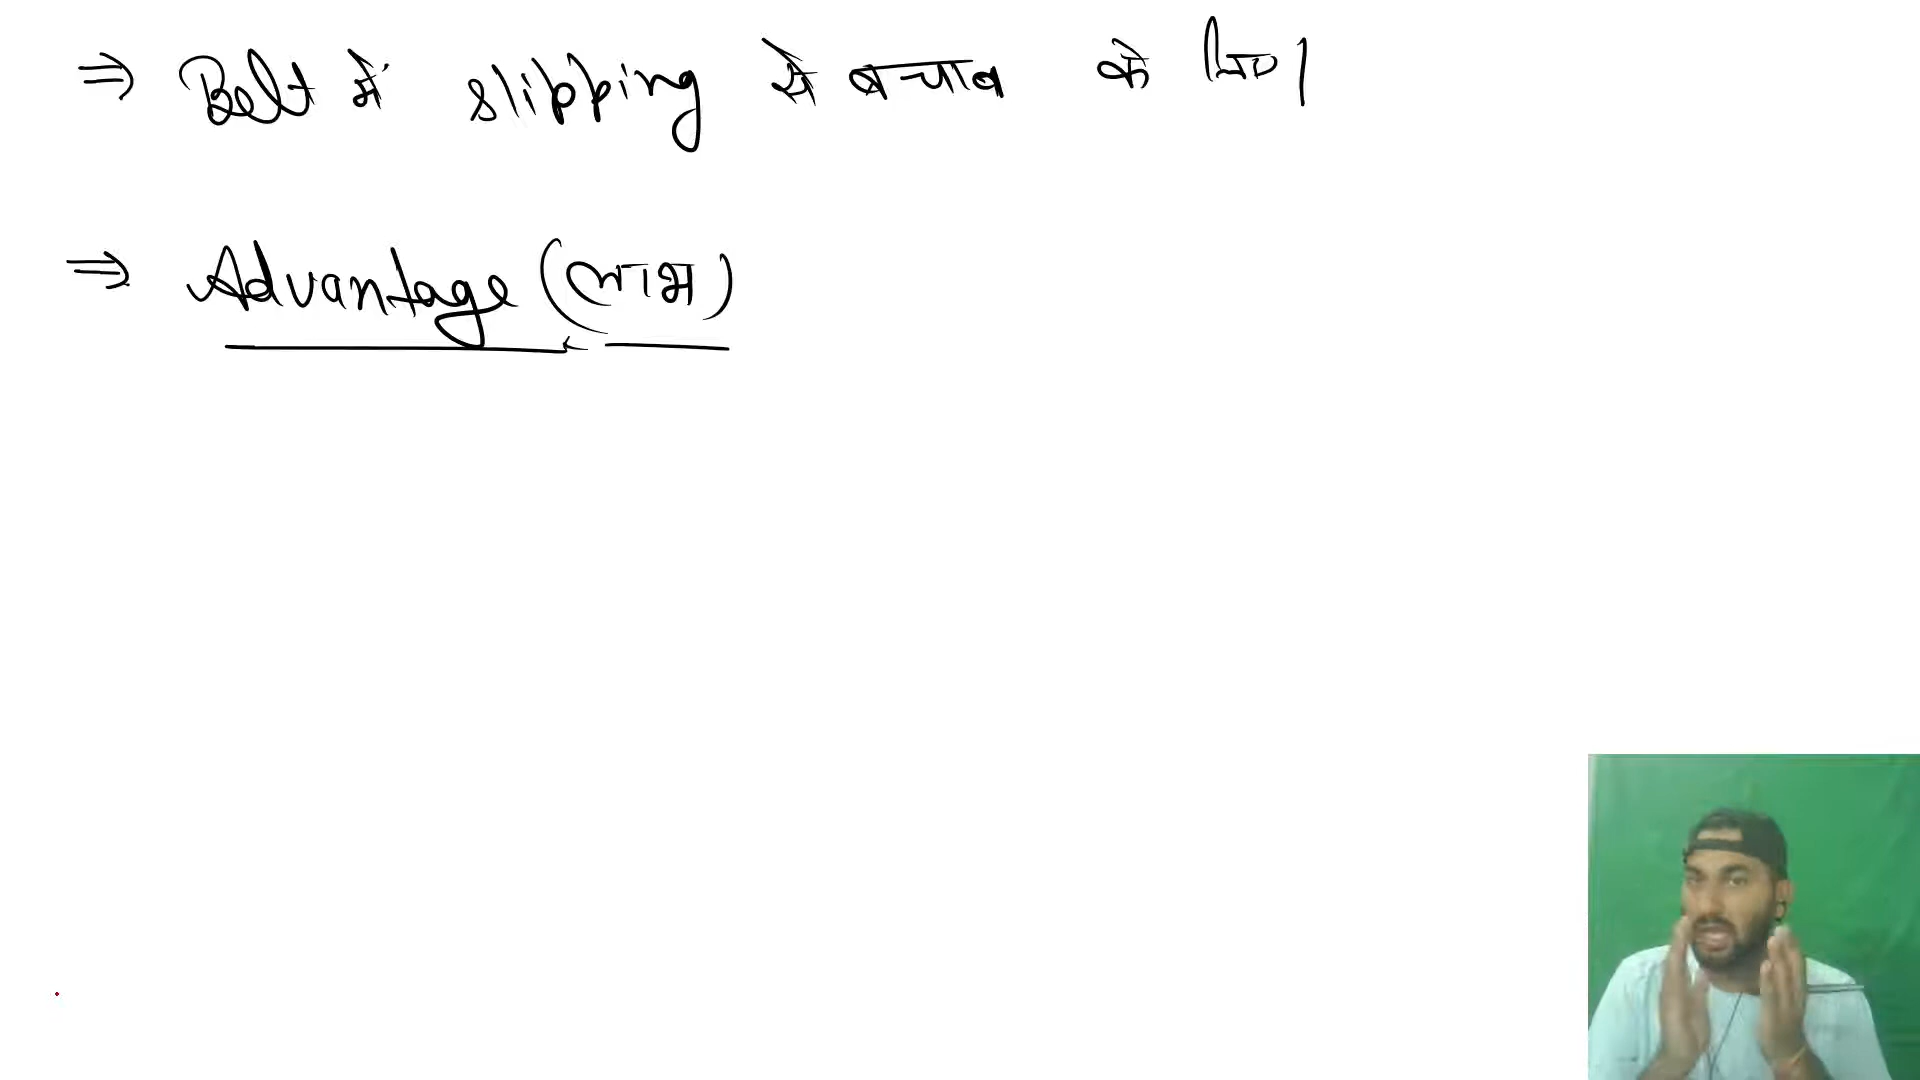 ⇒ Belt में slipping से बचाव के लिए।
⇒ Advantage (लाभ)